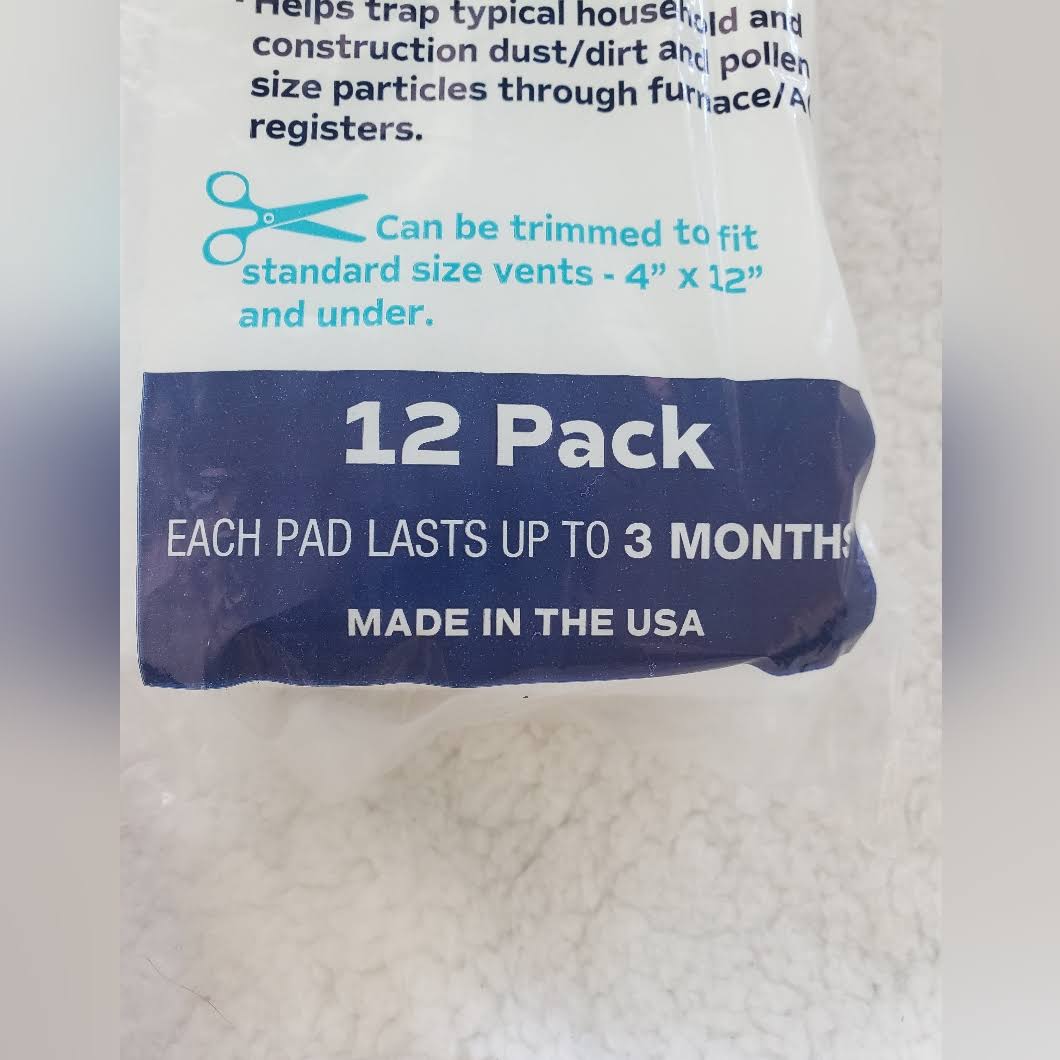 Helps trap typical household and
construction dust/dirt and pollen
size particles through furnace/A
registers.
Can be trimmed to fit
standard size vents - 4” x 12”
and under.
12 Pack
EACH PAD LASTS UP TO 3 MONTHS
MADE IN THE USA